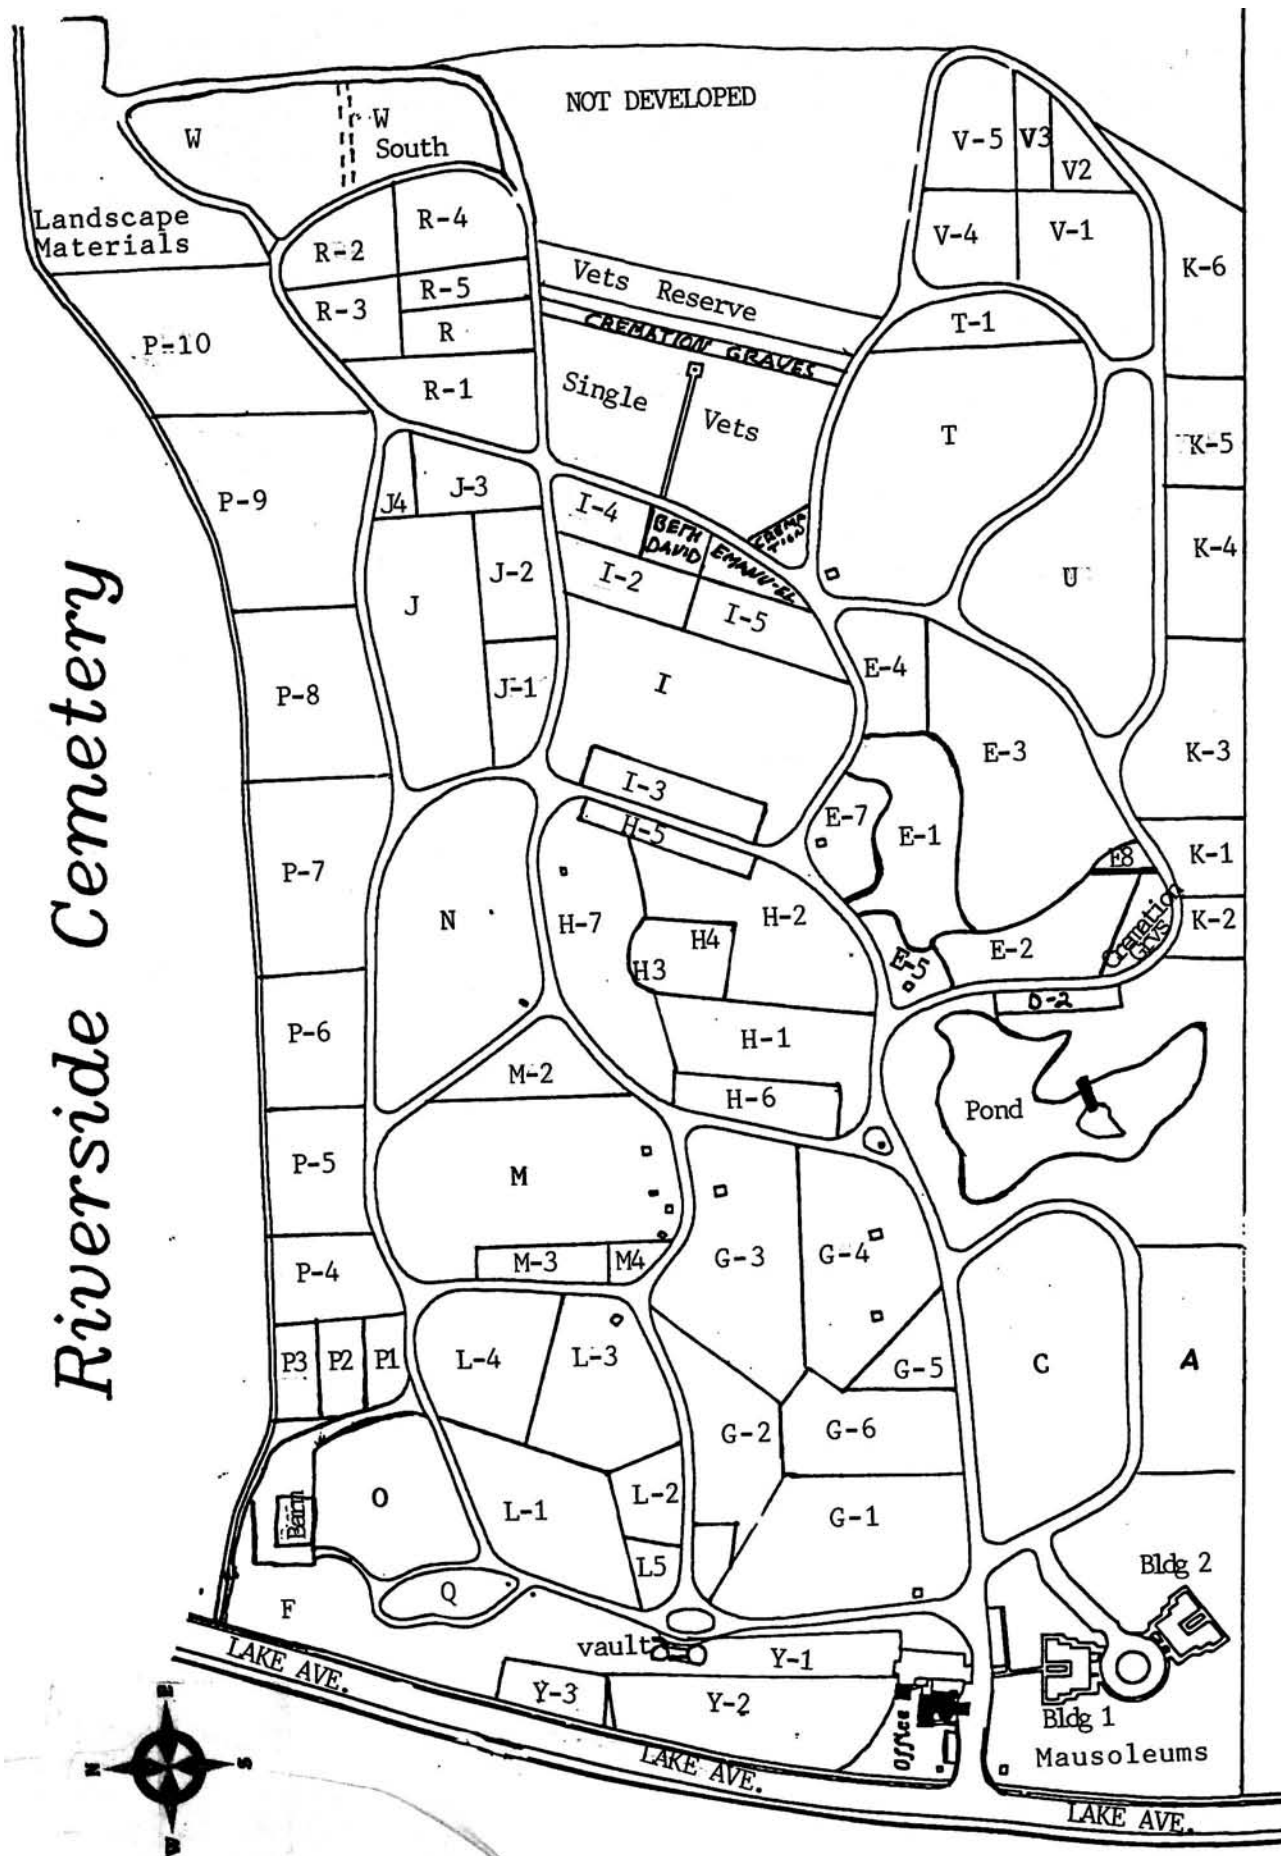 NOT DEVELOPED
W
W
South
V-5
V3
V2
Landscape
Materials
R-2
R-4
V-4
V-1
K-6
Vets Reserve
R-3
R-5
R
CREMATION GRAVES
T-1
P-10
R-1
Single
Vets
T
K-5
P-9
J4
J-3
I-4
BETH
DAVID
EMANU-EL
CREMA
TION
K-4
J
J-2
I-2
I-5
U
P-8
J-1
I
E-4
E-3
K-3
I-3
H-5
E-7
E-1
E8
K-1
P-7
N
H-7
H-2
H4
H3
E-5
E-2
Cremation
Grvs
K-2
D-2
P-6
H-1
M-2
H-6
Pond
P-5
M
G-3
G-4
P-4
M-3
M4
P3
P2
P1
L-4
L-3
G-5
C
A
G-2
G-6
Barn
O
L-1
L-2
G-1
L5
Q
F
Bldg 2
vault
Y-1
Y-3
Y-2
Office
Bldg 1
Mausoleums
LAKE AVE.
LAKE AVE.
LAKE AVE.
Riverside Cemetery
E
N
S
W